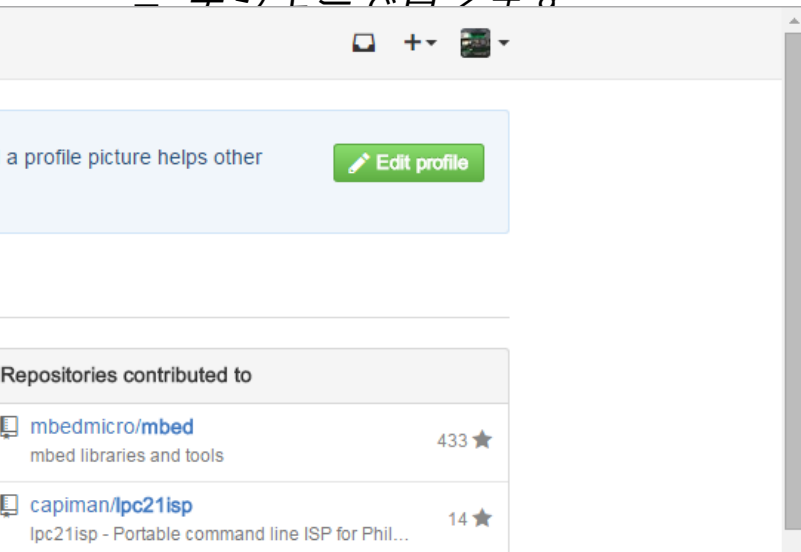 a profile picture helps other
Edit profile
Repositories contributed to
mbedmicro/mbed
433
mbed libraries and tools
capiman/lpc21isp
14
lpc21isp - Portable command line ISP for Phil…